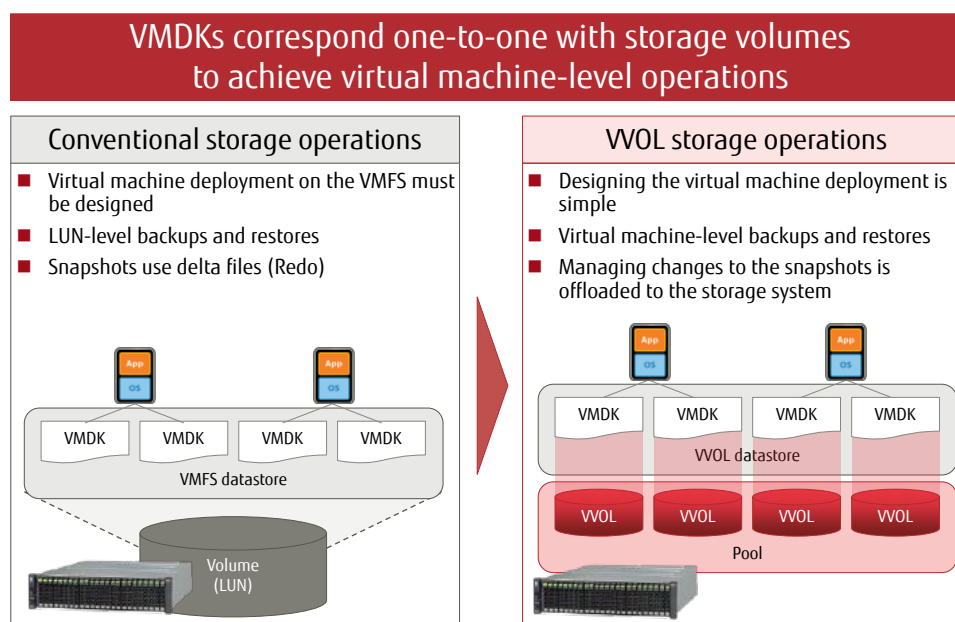 VMDKs correspond one-to-one with storage volumes
to achieve virtual machine-level operations
Conventional storage operations
Virtual machine deployment on the VMFS must
be designed
LUN-level backups and restores
Snapshots use delta files (Redo)
App
OS
App
OS
VMDK
VMDK
VMDK
VMDK
VMFS datastore
Volume
(LUN)
VVOL storage operations
Designing the virtual machine deployment is
simple
Virtual machine-level backups and restores
Managing changes to the snapshots is
offloaded to the storage system
App
OS
App
OS
VMDK
VMDK
VMDK
VMDK
VVOL datastore
VVOL
VVOL
VVOL
VVOL
Pool